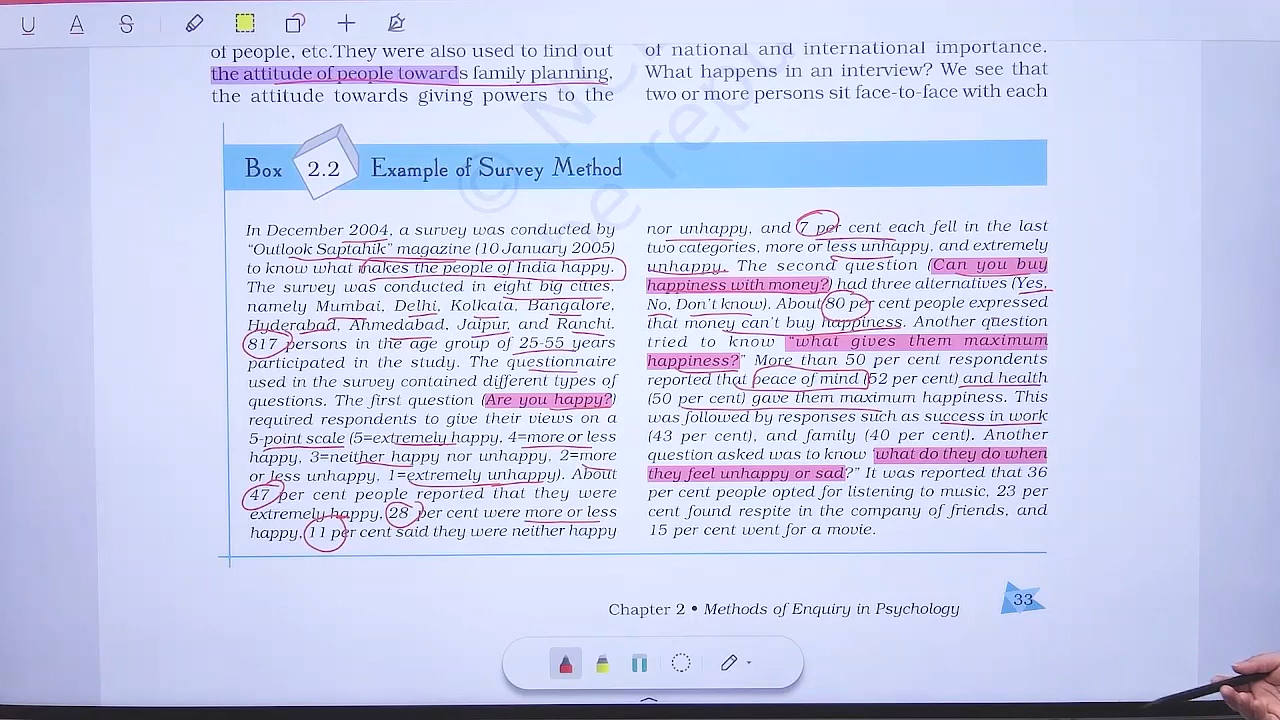 of people, etc.They were also used to find out
the attitude of people towards family planning,
the attitude towards giving powers to the
of national and international importance.
What happens in an interview? We see that
two or more persons sit face-to-face with each
Box 2.2 Example of Survey Method
In December 2004, a survey was conducted by
“Outlook Saptahik” magazine (10 January 2005)
to know what makes the people of India happy.
The survey was conducted in eight big cities,
namely Mumbai, Delhi, Kolkata, Bangalore,
Hyderabad, Ahmedabad, Jaipur, and Ranchi.
817 persons in the age group of 25-55 years
participated in the study. The questionnaire
used in the survey contained different types of
questions. The first question (Are you happy?)
required respondents to give their views on a
5-point scale (5=extremely happy, 4=more or less
happy, 3=neither happy nor unhappy, 2=more
or less unhappy, 1=extremely unhappy). About
47 per cent people reported that they were
extremely happy, 28 per cent were more or less
happy, 11 per cent said they were neither happy
nor unhappy, and 7 per cent each fell in the last
two categories, more or less unhappy, and extremely
unhappy. The second question (Can you buy
happiness with money?) had three alternatives (Yes,
No, Don't know). About 80 per cent people expressed
that money can't buy happiness. Another question
tried to know “what gives them maximum
happiness?” More than 50 per cent respondents
reported that peace of mind (52 per cent) and health
(50 per cent) gave them maximum happiness. This
was followed by responses such as success in work
(43 per cent), and family (40 per cent). Another
question asked was to know “what do they do when
they feel unhappy or sad?” It was reported that 36
per cent people opted for listening to music, 23 per
cent found respite in the company of friends, and
15 per cent went for a movie.
Chapter 2 • Methods of Enquiry in Psychology
33